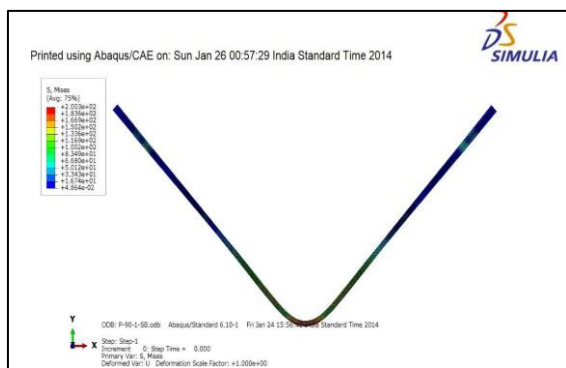 Printed using Abaqus/CAE on: Sun Jan 26 00:57:29 India Standard Time 2014
SIMULIA
S, Mises
(Avg: 75%)
+2.003e+02
+1.836e+02
+1.669e+02
+1.502e+02
+1.336e+02
+1.169e+02
+1.002e+02
+8.349e+01
+6.680e+01
+5.012e+01
+3.343e+01
+1.674e+01
+4.864e-02
Y
X
ODB: P-90-1-SB.odb Abaqus/Standard 6.10-1 Fri Jan 24 India Standard Time 2014
Step: Step-1
Increment 0: Step Time = 0.000
Primary Var: S, Mises
Deformed Var: U Deformation Scale Factor: +1.000e+00